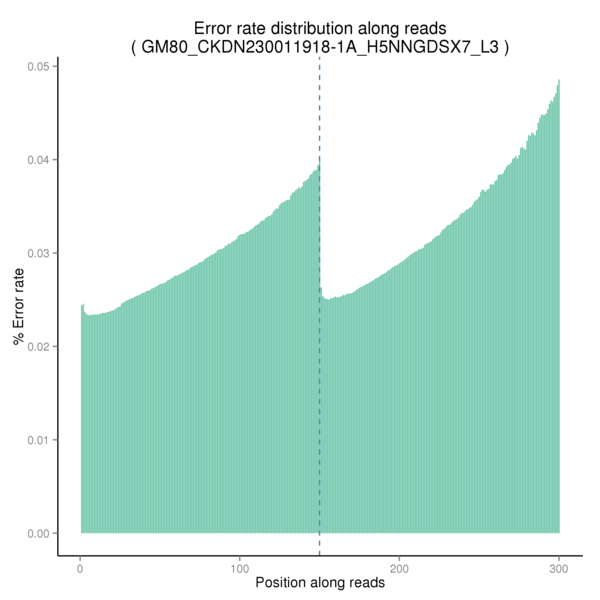 Error rate distribution along reads
( GM80_CKDN230011918-1A_H5NNGDSX7_L3 )
% Error rate
0.05
0.04
0.03
0.02
0.01
0.00
0 100 200 300
Position along reads